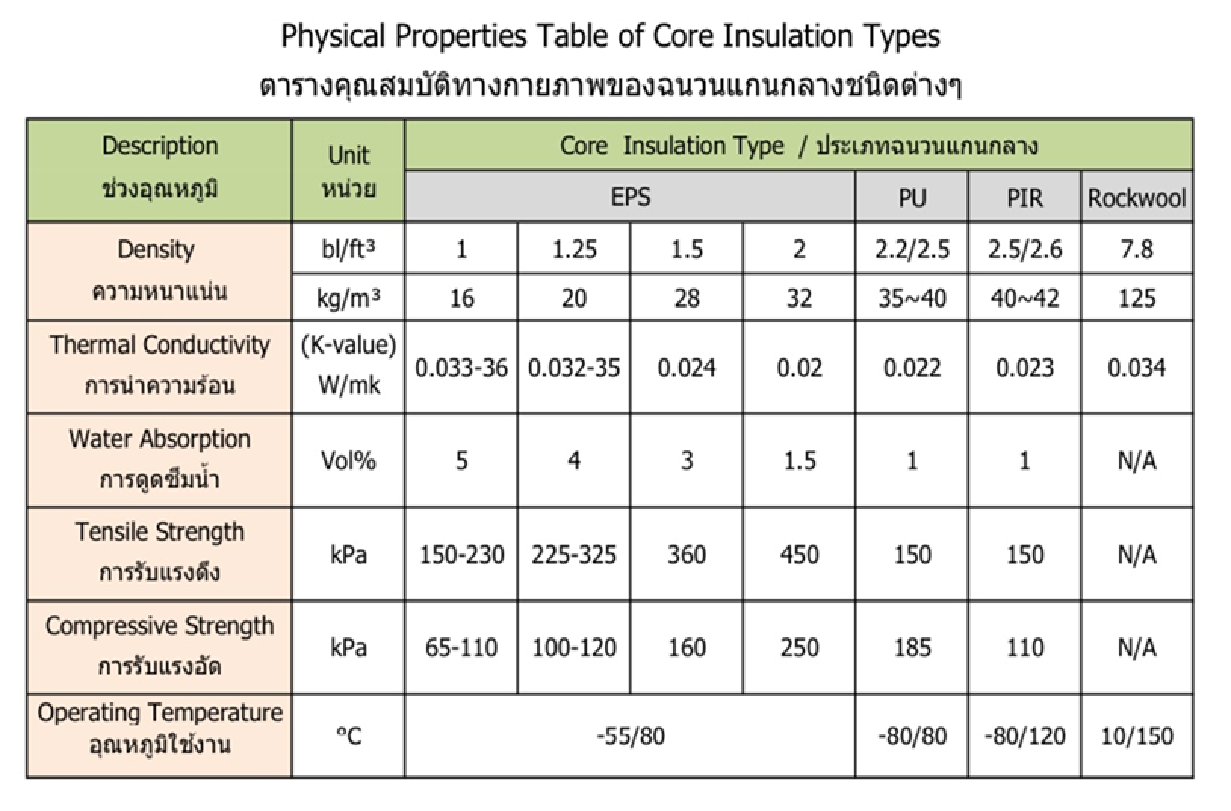 Physical Properties Table of Core Insulation Types
ตารางคุณสมบัติทางกายภาพของฉนวนแกนกลางชนิดต่างๆ
Description
ช่วงอุณหภูมิ
Unit
หน่วย
Core Insulation Type / ประเภทฉนวนแกนกลาง
EPS PU PIR Rockwool
Density
ความหนาแน่น
bl/ft³ 1 1.25 1.5 2 2.2/2.5 2.5/2.6 7.8
kg/m³ 16 20 28 32 35~40 40~42 125
Thermal Conductivity
การนำความร้อน
(K-value)
W/mk
0.033-36 0.032-35 0.024 0.02 0.022 0.023 0.034
Water Absorption
การดูดซึมน้ำ
Vol% 5 4 3 1.5 1 1 N/A
Tensile Strength
การรับแรงดึง
kPa 150-230 225-325 360 450 150 150 N/A
Compressive Strength
การรับแรงอัด
kPa 65-110 100-120 160 250 185 110 N/A
Operating Temperature
อุณหภูมิใช้งาน
°C -55/80 -80/80 -80/120 10/150